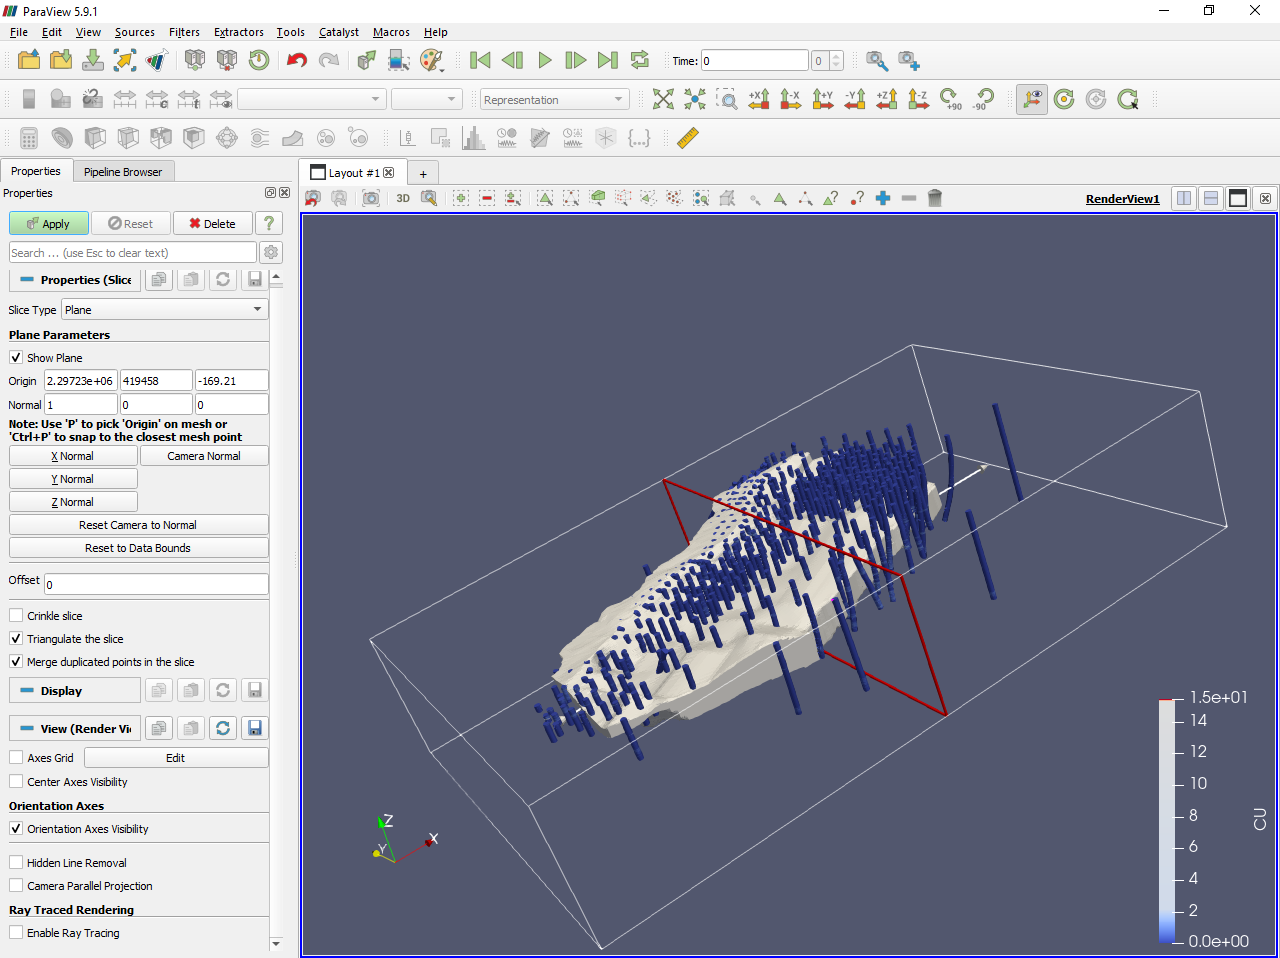 ParaView 5.9.1
File Edit View Sources Filters Extractors Tools Catalyst Macros Help
Time: 0 0
Representation +X -X +Y -Y +Z -Z +90 -90
Properties Pipeline Browser
Properties
Apply Reset Delete ?
Search ... (use Esc to clear text)
Properties (Slice
Slice Type Plane
Plane Parameters
Show Plane
Origin 2.29723e+06 419458 -169.21
Normal 1 0 0
Note: Use 'P' to pick 'Origin' on mesh or
'Ctrl+P' to snap to the closest mesh point
X Normal Camera Normal
Y Normal
Z Normal
Reset Camera to Normal
Reset to Data Bounds
Offset 0
Crinkle slice
Triangulate the slice
Merge duplicated points in the slice
Display
View (Render Vi
Axes Grid Edit
Center Axes Visibility
Orientation Axes
Orientation Axes Visibility
Hidden Line Removal
Camera Parallel Projection
Ray Traced Rendering
Enable Ray Tracing
Layout #1 +
3D RenderView1
Z
Y
X
1.5e+01
14
12
10
8
6
4
2
0.0e+00
CU